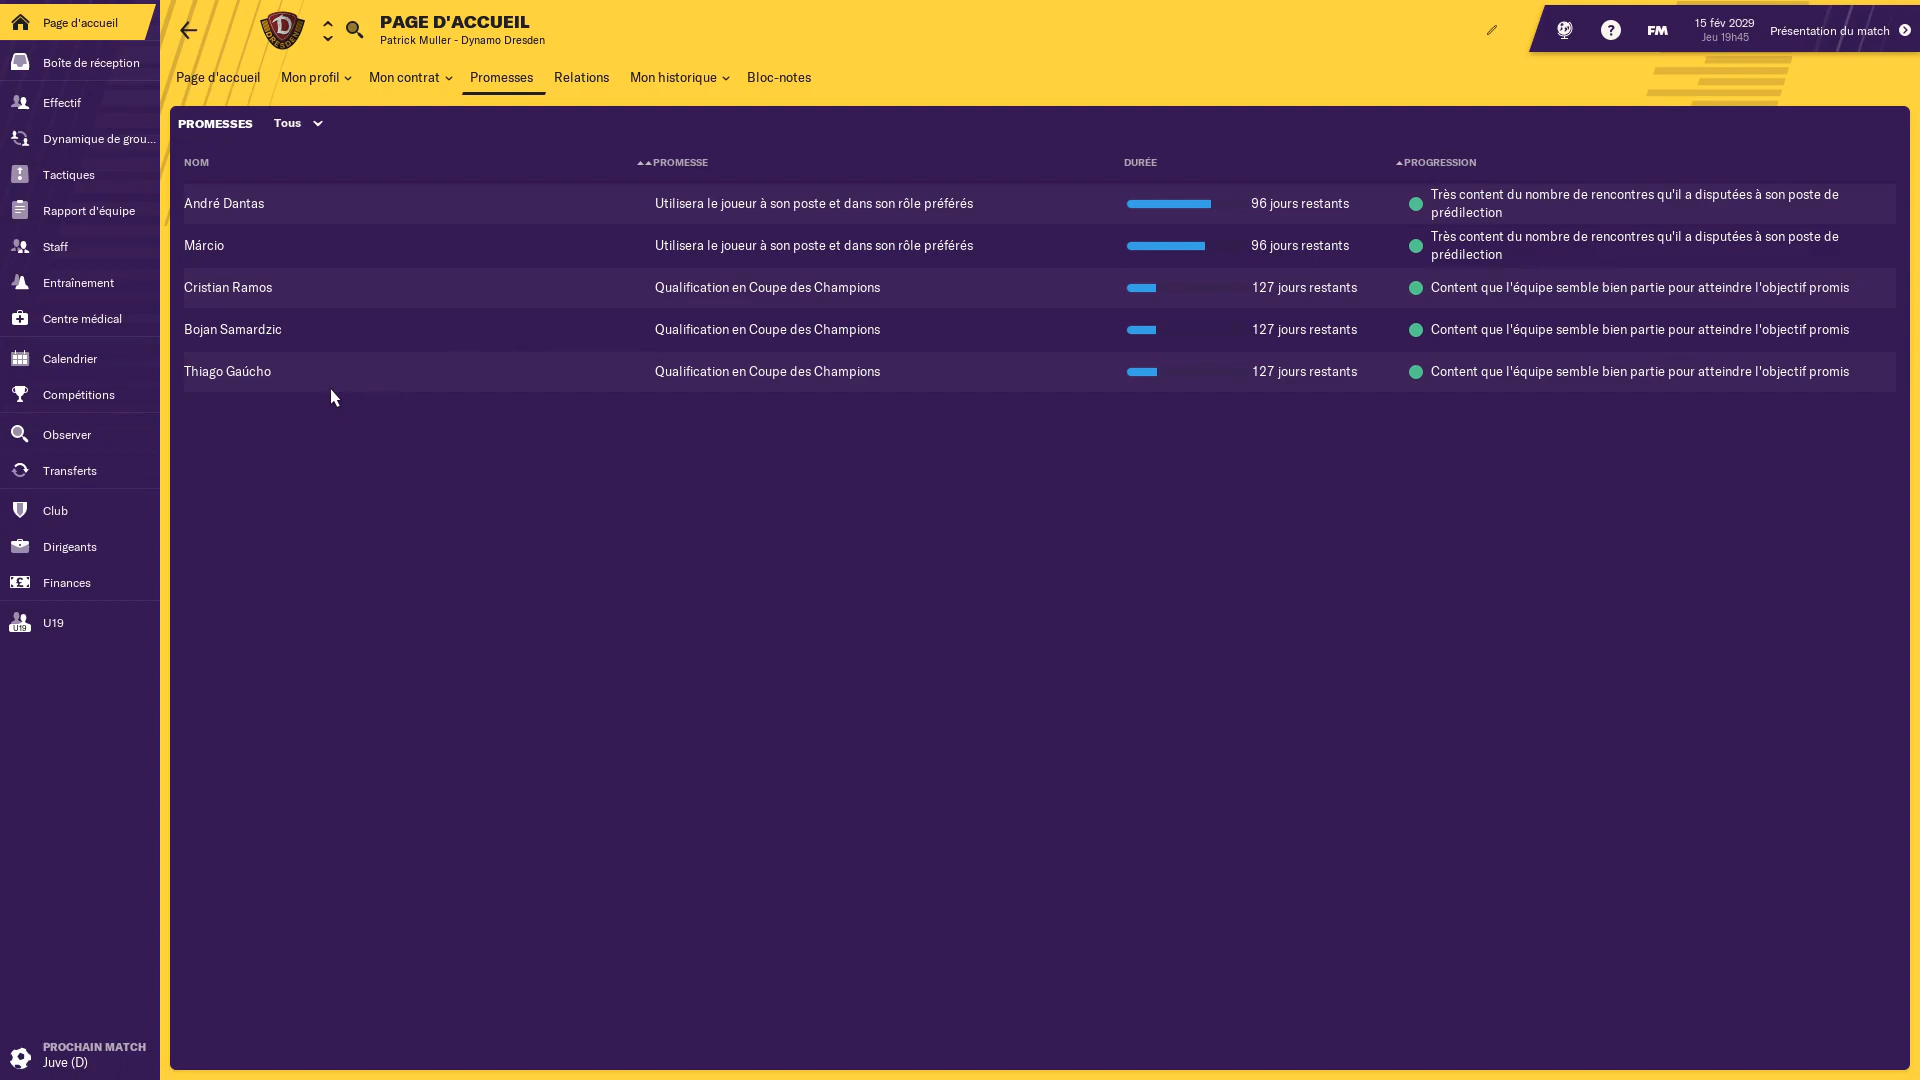 Page d'accueil
Boîte de réception
Effectif
Dynamique de grou...
Tactiques
Rapport d'équipe
Staff
Entraînement
Centre médical
Calendrier
Compétitions
Observer
Transferts
Club
Dirigeants
Finances
U19
U19
PROCHAIN MATCH
Juve (D)
D
DRESDEN
PAGE D'ACCUEIL
Patrick Muller - Dynamo Dresden
?
FM
15 fév 2029
Jeu 19h45
Présentation du match
Page d'accueil Mon profil Mon contrat Promesses Relations Mon historique Bloc-notes
PROMESSES Tous
NOM PROMESSE DURÉE PROGRESSION
André Dantas Utilisera le joueur à son poste et dans son rôle préférés 96 jours restants Très content du nombre de rencontres qu'il a disputées à son poste de
prédilection
Márcio Utilisera le joueur à son poste et dans son rôle préférés 96 jours restants Très content du nombre de rencontres qu'il a disputées à son poste de
prédilection
Cristian Ramos Qualification en Coupe des Champions 127 jours restants Content que l'équipe semble bien partie pour atteindre l'objectif promis
Bojan Samardzic Qualification en Coupe des Champions 127 jours restants Content que l'équipe semble bien partie pour atteindre l'objectif promis
Thiago Gaúcho Qualification en Coupe des Champions 127 jours restants Content que l'équipe semble bien partie pour atteindre l'objectif promis